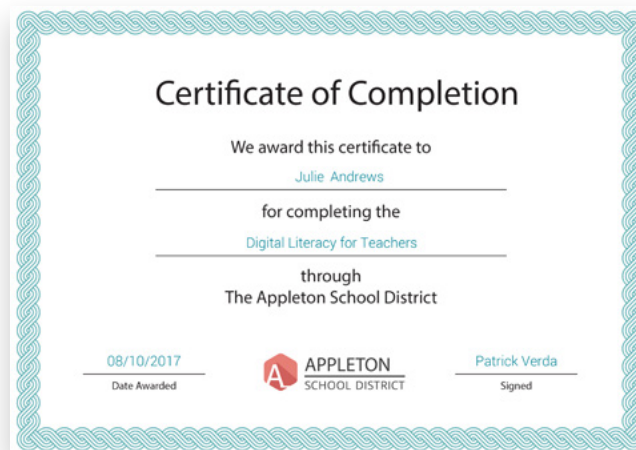 Certificate of Completion
We award this certificate to
Julie Andrews
for completing the
Digital Literacy for Teachers
through
The Appleton School District
08/10/2017
Date Awarded
A
APPLETON
SCHOOL DISTRICT
Patrick Verda
Signed